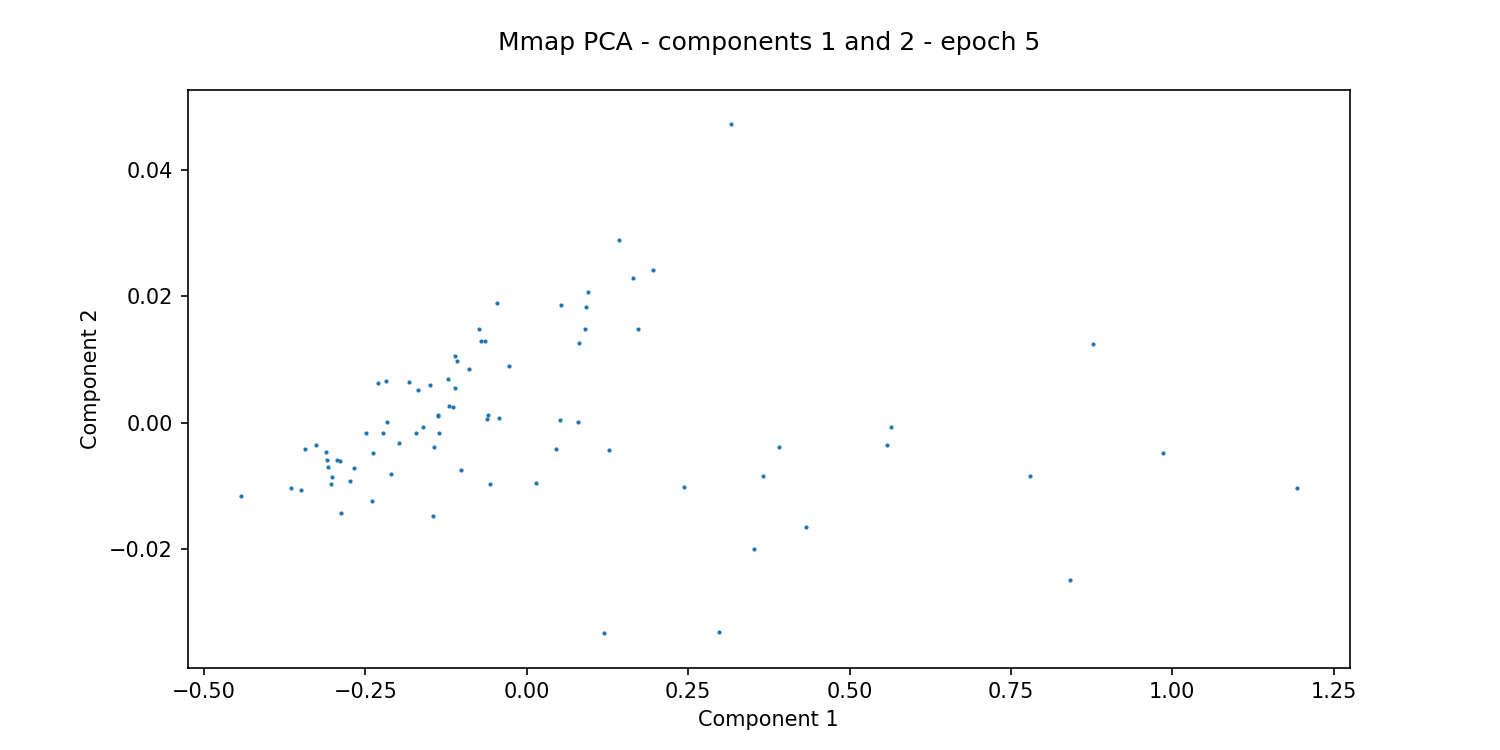 Mmap PCA - components 1 and 2 - epoch 5
0.04
0.02
0.00
−0.02
Component 2
−0.50 −0.25 0.00 0.25 0.50 0.75 1.00 1.25
Component 1